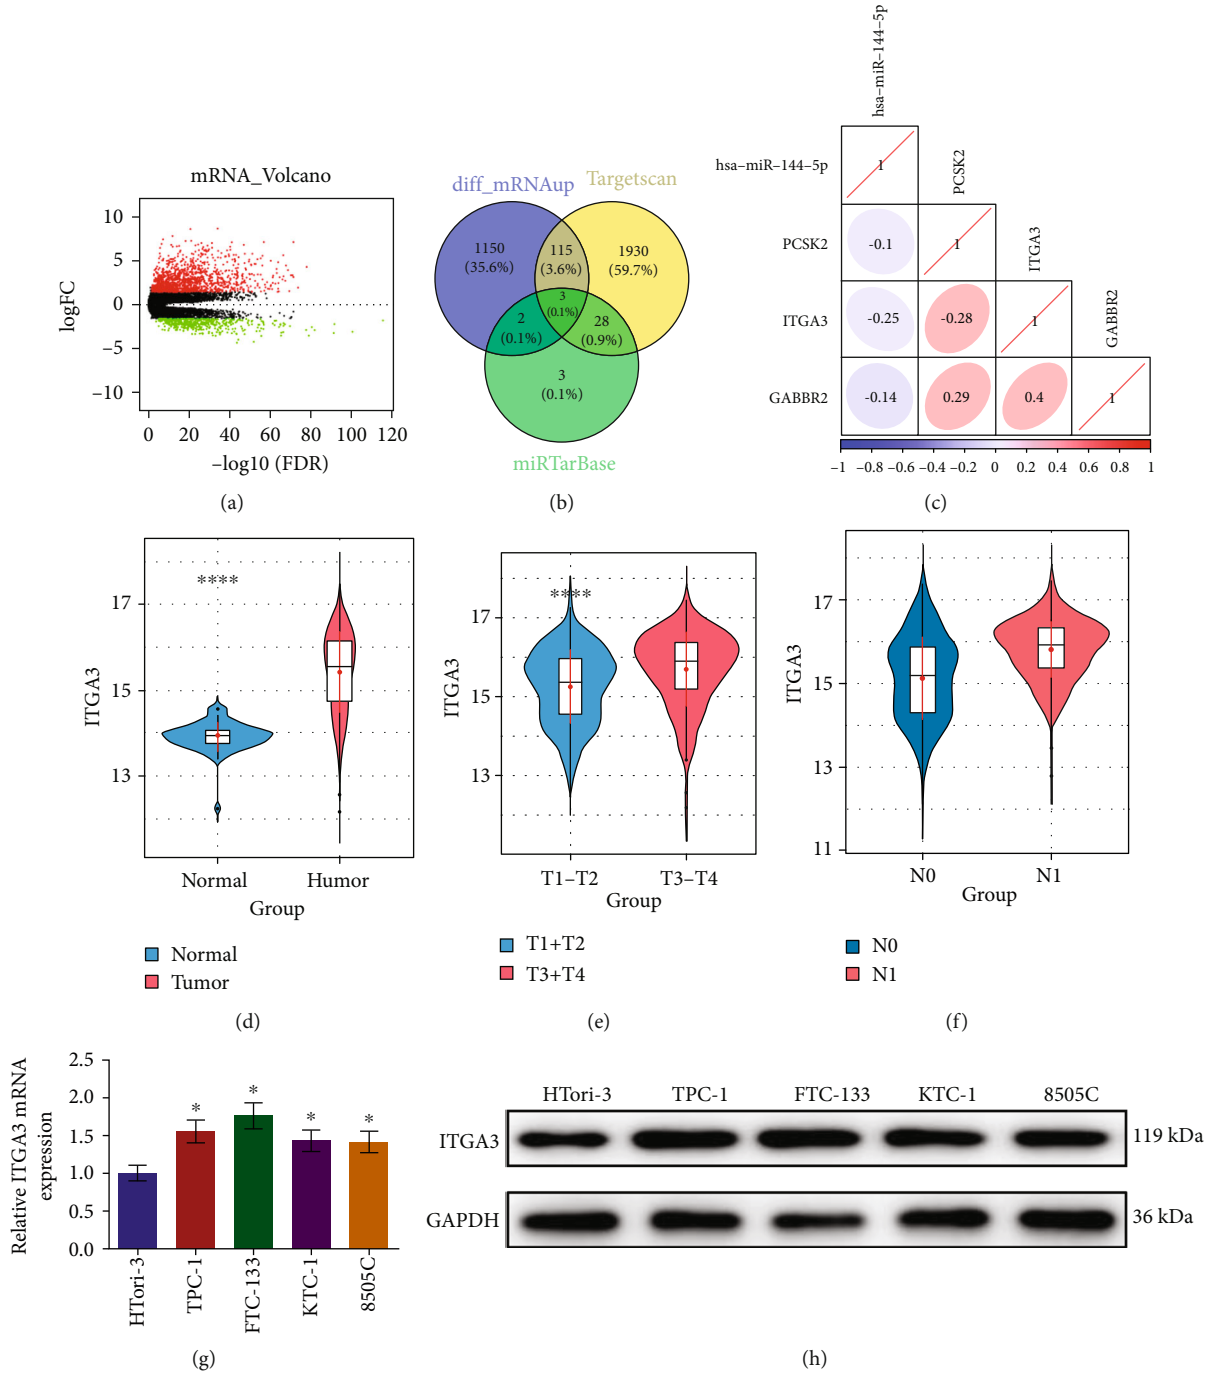 mRNA_Volcano
10
5
0
−5
−10
logFC
0 20 40 60 80 100 120
−log10 (FDR)
(a)
diff_mRNAup
Targetscan
1150
(35.6%)
115
(3.6%)
1930
(59.7%)
3
(0.1%)
2
(0.1%)
28
(0.9%)
3
(0.1%)
miRTarBase
(b)
hsa−miR−144−5p
hsa−miR−144−5p
1
PCSK2
PCSK2
-0.1
1
ITGA3
ITGA3
-0.25
-0.28
1
GABBR2
GABBR2
-0.14
0.29
0.4
1
−1 −0.8 −0.6 −0.4 −0.2 0 0.2 0.4 0.6 0.8 1
(c)
****
17
15
13
ITGA3
Normal Humor
Group
Normal
Tumor
(d)
****
17
15
13
ITGA3
T1−T2 T3−T4
Group
T1+T2
T3+T4
(e)
17
15
13
11
ITGA3
N0 N1
Group
N0
N1
(f)
Relative ITGA3 mRNA
expression
2.5
2.0
1.5
1.0
0.5
0.0
* * * *
HTori-3
TPC-1
FTC-133
KTC-1
8505C
(g)
HTori-3 TPC-1 FTC-133 KTC-1 8505C
ITGA3 119 kDa
GAPDH 36 kDa
(h)